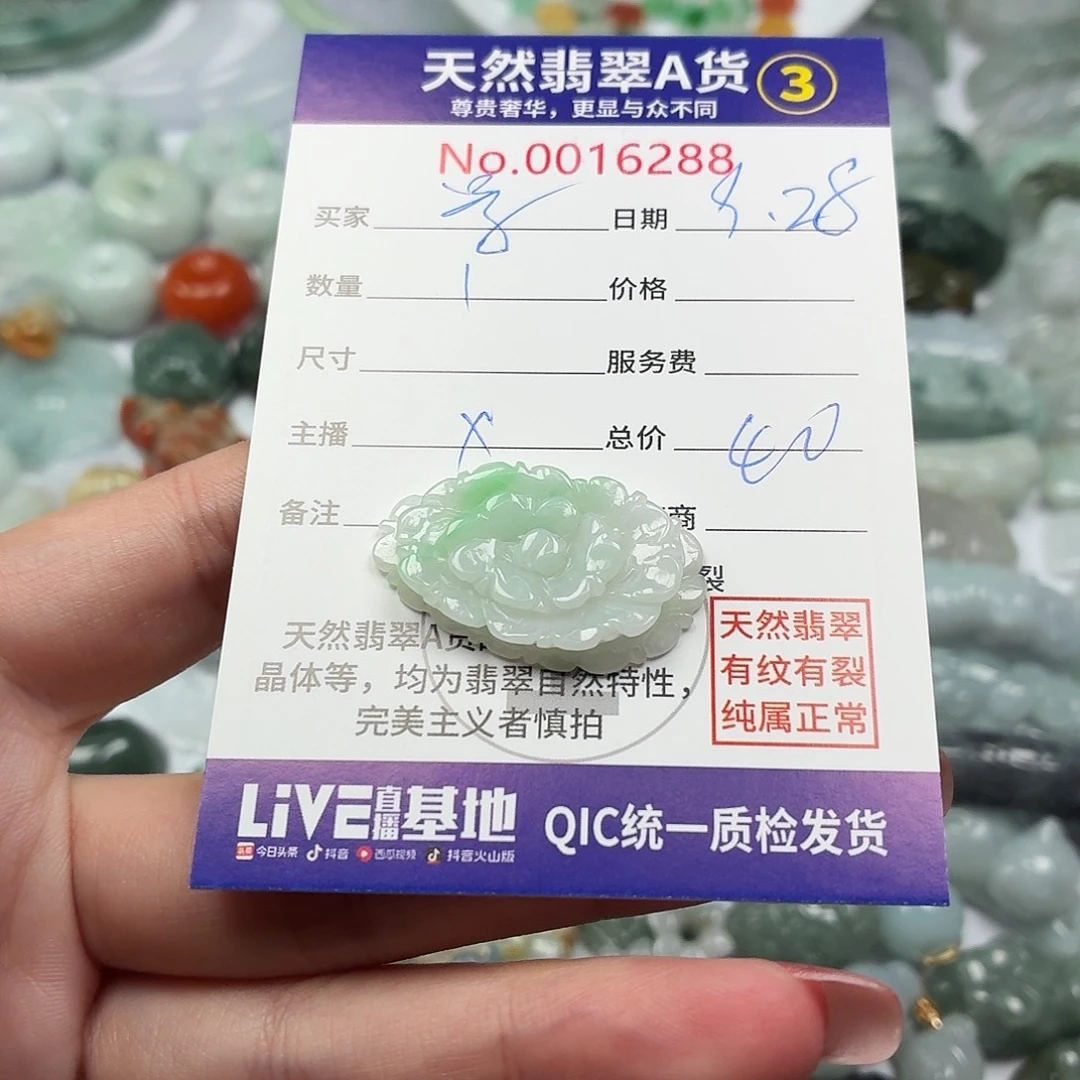 天然翡翠A货 3
尊贵奢华，更显与众不同
No.0016288
买家 日期 .28
数量 1 价格
尺寸 服务费
主播 X 总价 40
备注 商
裂
天然翡翠A货
晶体等，均为翡翠自然特性，
完美主义者慎拍
天然翡翠
有纹有裂
纯属正常
LiVE直播基地 QIC统一质检发货
头条 今日头条 抖音 西瓜视频 抖音火山版